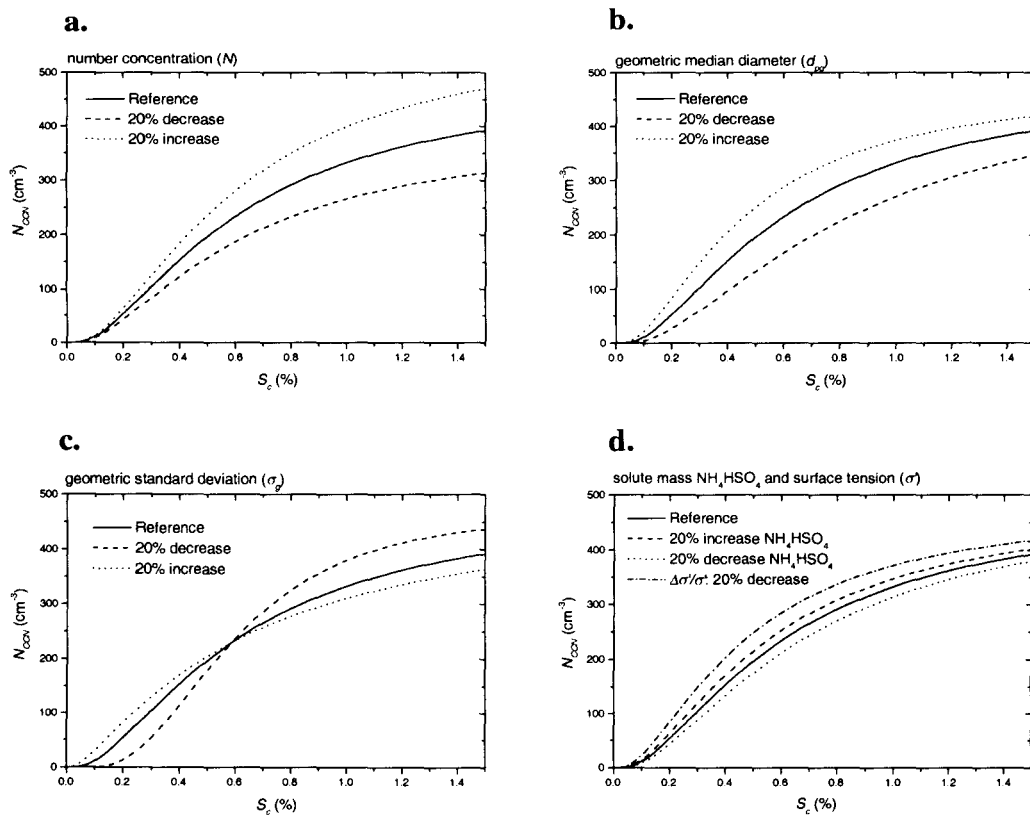 a.
number concentration (N)
500
400
300
200
100
0
N_CCN (cm⁻³)
Reference
20% decrease
20% increase
0.0 0.2 0.4 0.6 0.8 1.0 1.2 1.4
S_c (%)
b.
geometric median diameter (d_pg)
500
400
300
200
100
0
N_CCN (cm⁻³)
Reference
20% decrease
20% increase
0.0 0.2 0.4 0.6 0.8 1.0 1.2 1.4
S_c (%)
c.
geometric standard deviation (σ_g)
500
400
300
200
100
0
N_CCN (cm⁻³)
Reference
20% decrease
20% increase
0.0 0.2 0.4 0.6 0.8 1.0 1.2 1.4
S_c (%)
d.
solute mass NH₄HSO₄ and surface tension (σ')
500
400
300
200
100
0
N_CCN (cm⁻³)
Reference
20% increase NH₄HSO₄
20% decrease NH₄HSO₄
Δσ'/σ': 20% decrease
0.0 0.2 0.4 0.6 0.8 1.0 1.2 1.4
S_c (%)